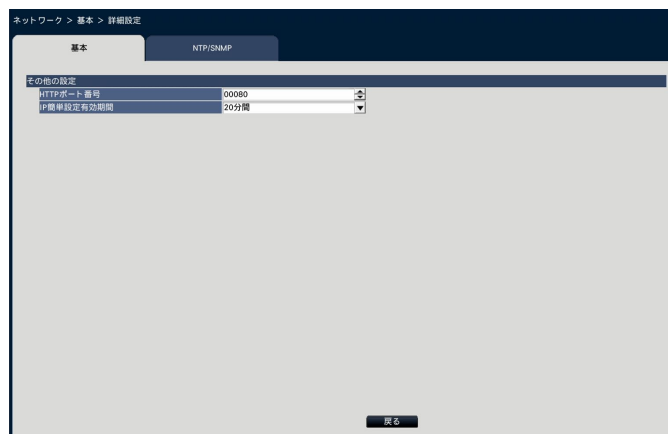 ネットワーク > 基本 > 詳細設定
基本 NTP/SNMP
その他の設定
HTTPポート番号 00080
IP簡単設定有効期間 20分間
戻る